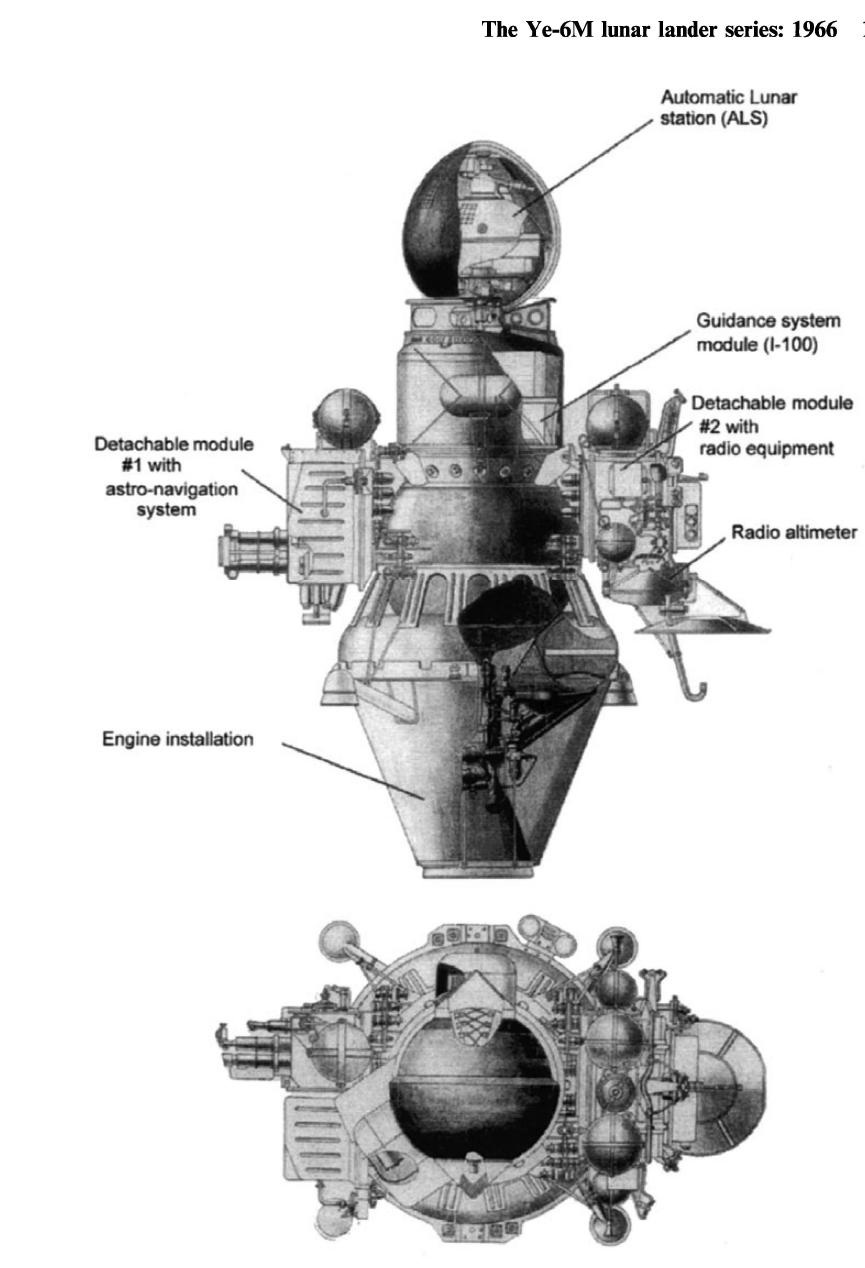 The Ye-6M lunar lander series: 1966
Automatic Lunar
station (ALS)
Guidance system
module (I-100)
Detachable module
#2 with
radio equipment
Detachable module
#1 with
astro-navigation
system
Radio altimeter
Engine installation